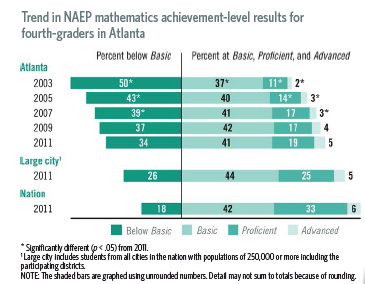 Trend in NAEP mathematics achievement-level results for
fourth-graders in Atlanta
Percent below Basic Percent at Basic, Proficient, and Advanced
Atlanta
2003 50* 37* 11* 2*
2005 43* 40 14* 3*
2007 39* 41 17 3*
2009 37 42 17 4
2011 34 41 19 5
Large city¹
2011 26 44 25 5
Nation
2011 18 42 33 6
Below Basic Basic Proficient Advanced
* Significantly different (p < .05) from 2011.
¹ Large city includes students from all cities in the nation with populations of 250,000 or more including the
participating districts.
NOTE: The shaded bars are graphed using unrounded numbers. Detail may not sum to totals because of rounding.